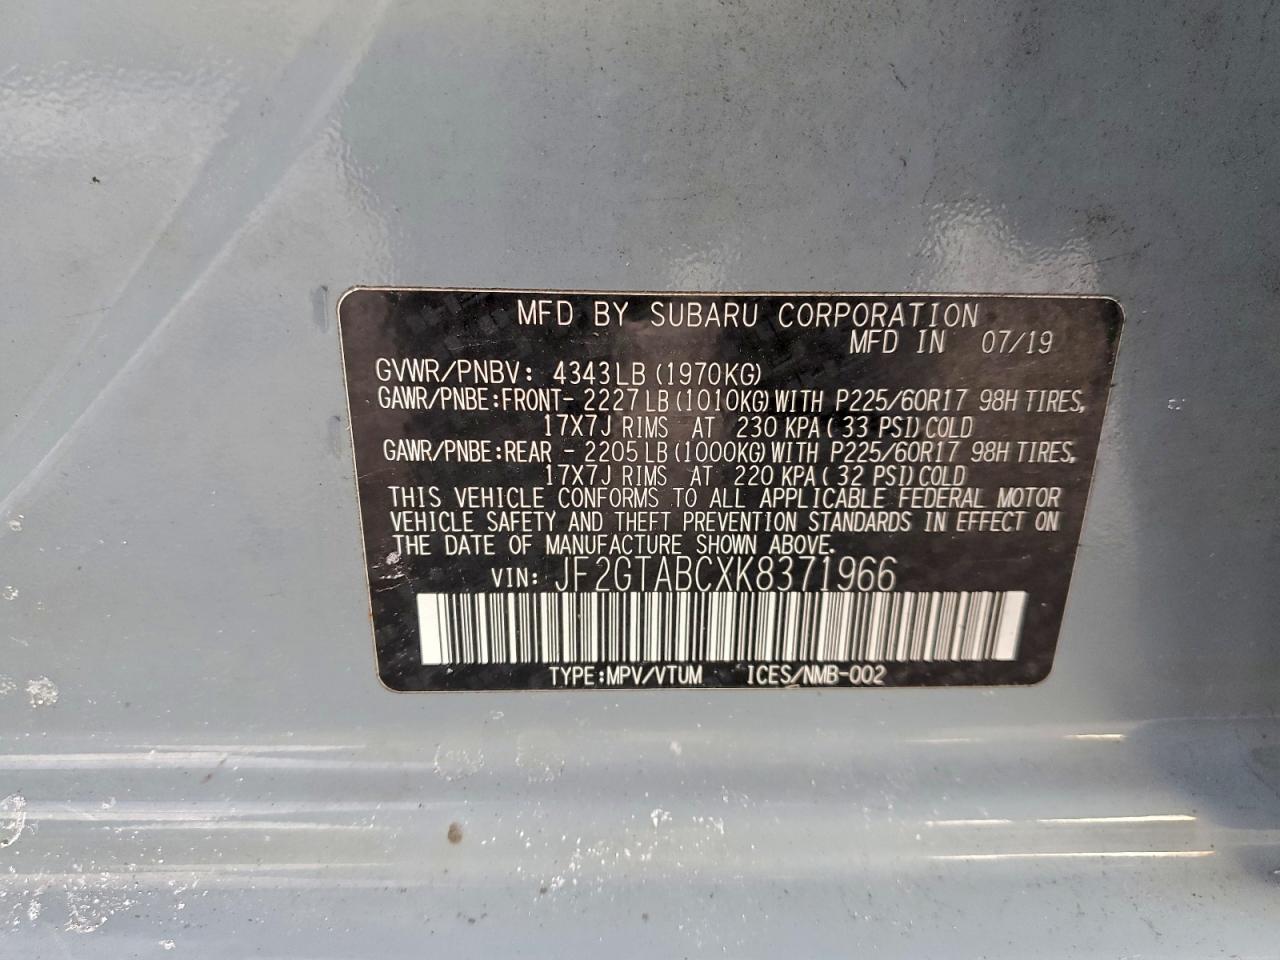 MFD BY SUBARU CORPORATION
MFD IN 07/19
GVWR/PNBV: 4343LB (1970KG)
GAWR/PNBE:FRONT- 2227LB (1010KG) WITH P225/60R17 98H TIRES,
17X7J RIMS AT 230 KPA ( 33 PSI) COLD
GAWR/PNBE:REAR - 2205LB (1000KG) WITH P225/60R17 98H TIRES,
17X7J RIMS AT 220 KPA ( 32 PSI) COLD
THIS VEHICLE CONFORMS TO ALL APPLICABLE FEDERAL MOTOR
VEHICLE SAFETY AND THEFT PREVENTION STANDARDS IN EFFECT ON
THE DATE OF MANUFACTURE SHOWN ABOVE.
VIN: JF2GTABCXK8371966
TYPE:MPV/VTUM ICES/NMB-002